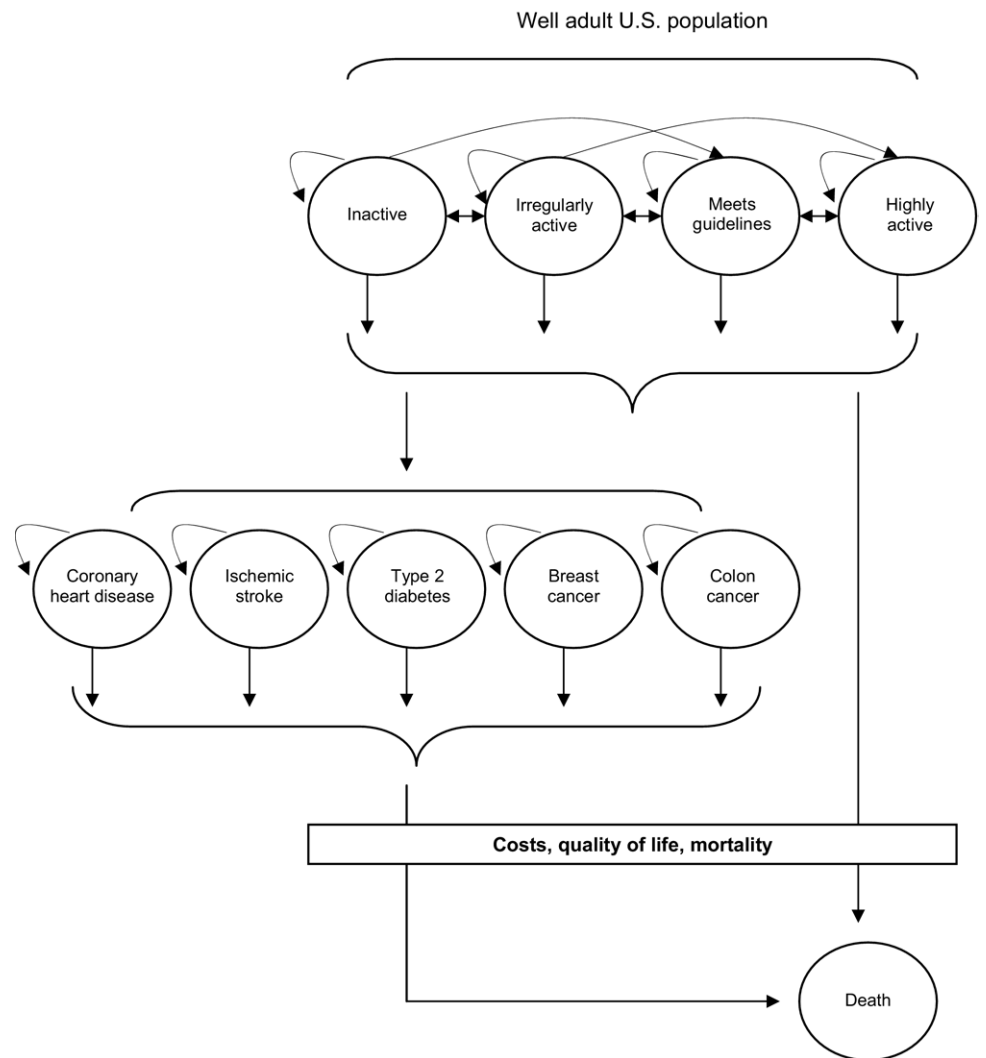 Well adult U.S. population
Inactive
Irregularly
active
Meets
guidelines
Highly
active
Coronary
heart disease
Ischemic
stroke
Type 2
diabetes
Breast
cancer
Colon
cancer
Costs, quality of life, mortality
Death